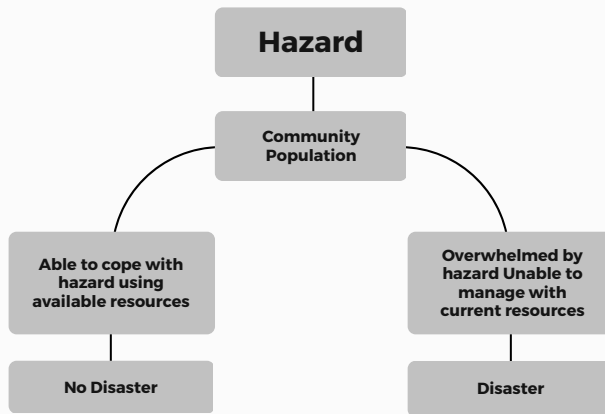 Hazard
Community
Population
Able to cope with
hazard using
available resources
Overwhelmed by
hazard Unable to
manage with
current resources
No Disaster
Disaster